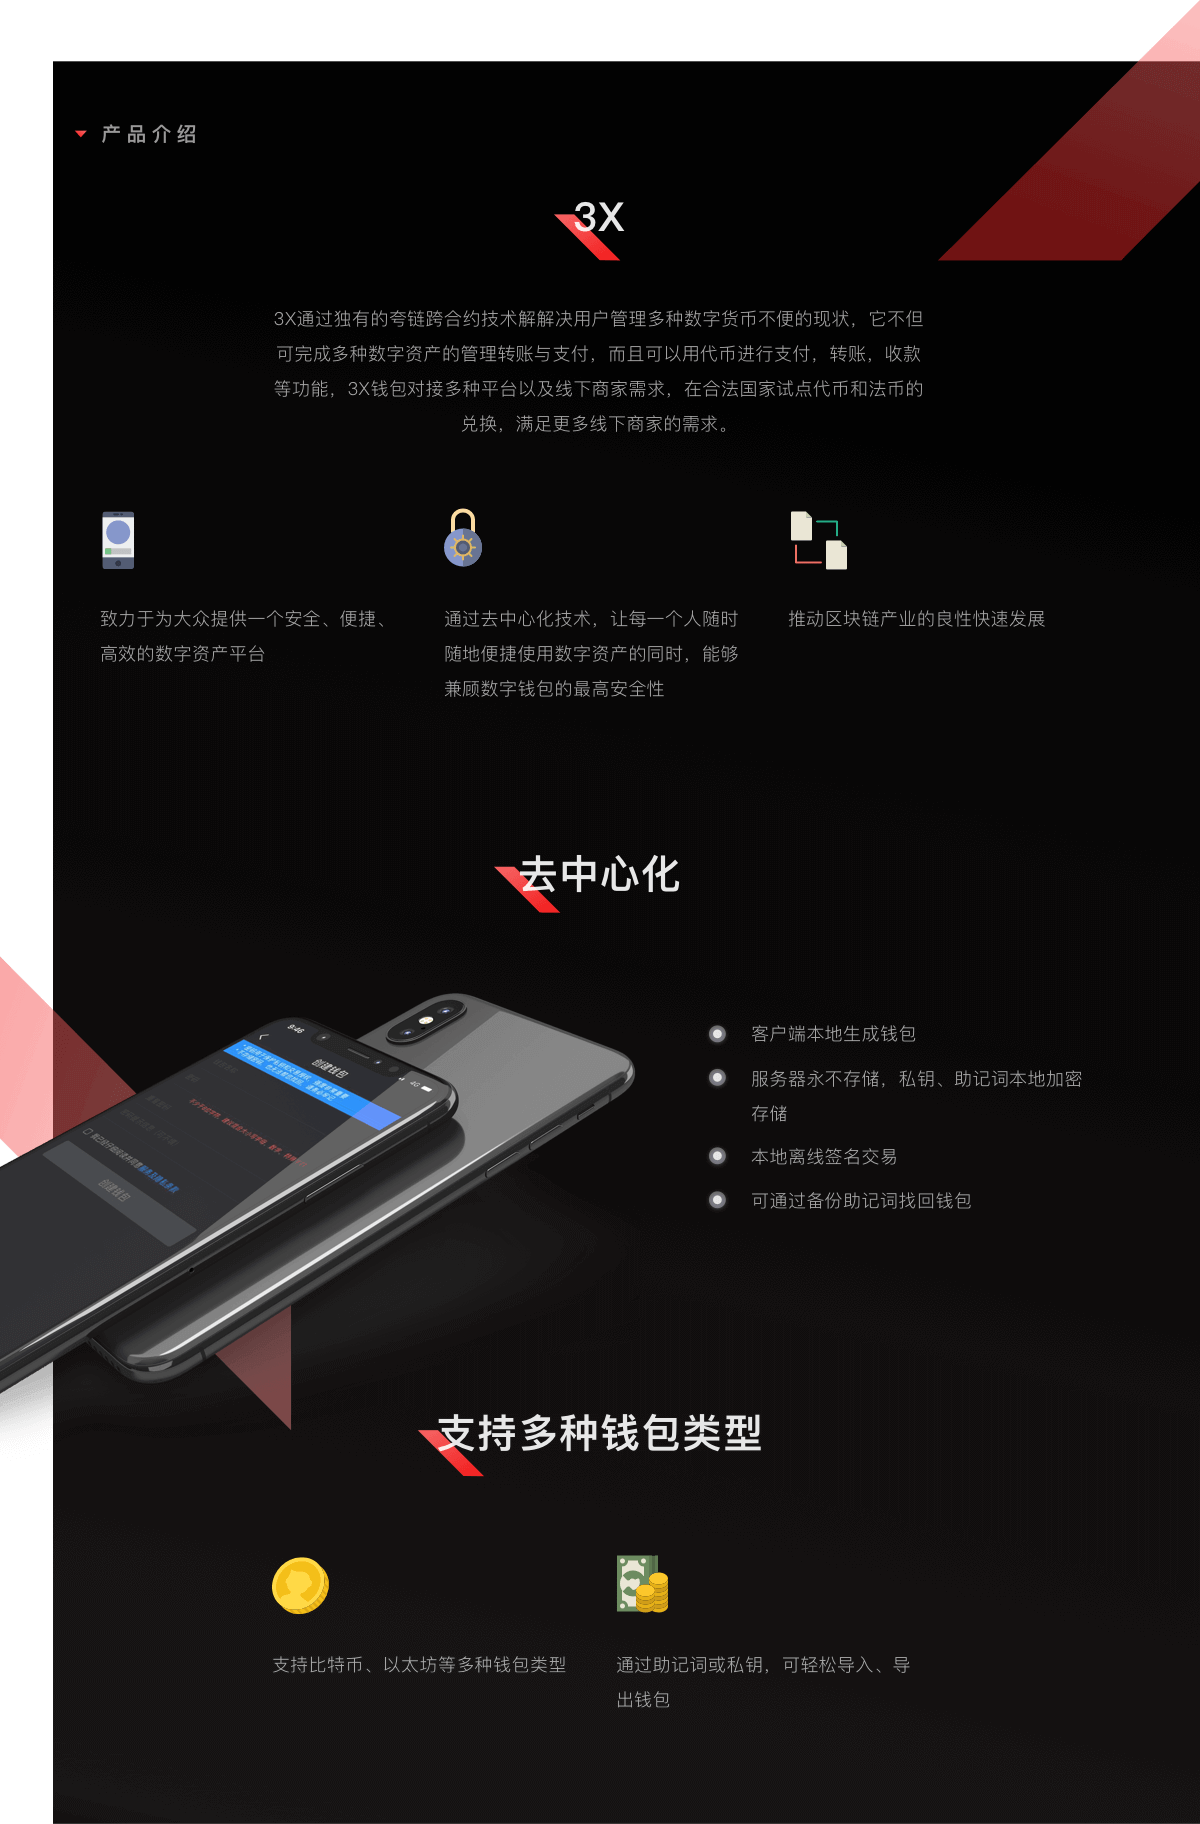 产品介绍
3X
3X通过独有的夸链跨合约技术解解决用户管理多种数字货币不便的现状，它不但
可完成多种数字资产的管理转账与支付，而且可以用代币进行支付，转账，收款
等功能，3X钱包对接多种平台以及线下商家需求，在合法国家试点代币和法币的
兑换，满足更多线下商家的需求。
致力于为大众提供一个安全、便捷、
高效的数字资产平台
通过去中心化技术，让每一个人随时
随地便捷使用数字资产的同时，能够
兼顾数字钱包的最高安全性
推动区块链产业的良性快速发展
去中心化
9:46
4G
创建钱包
创建钱包
客户端本地生成钱包
服务器永不存储，私钥、助记词本地加密
存储
本地离线签名交易
可通过备份助记词找回钱包
支持多种钱包类型
支持比特币、以太坊等多种钱包类型
通过助记词或私钥，可轻松导入、导
出钱包